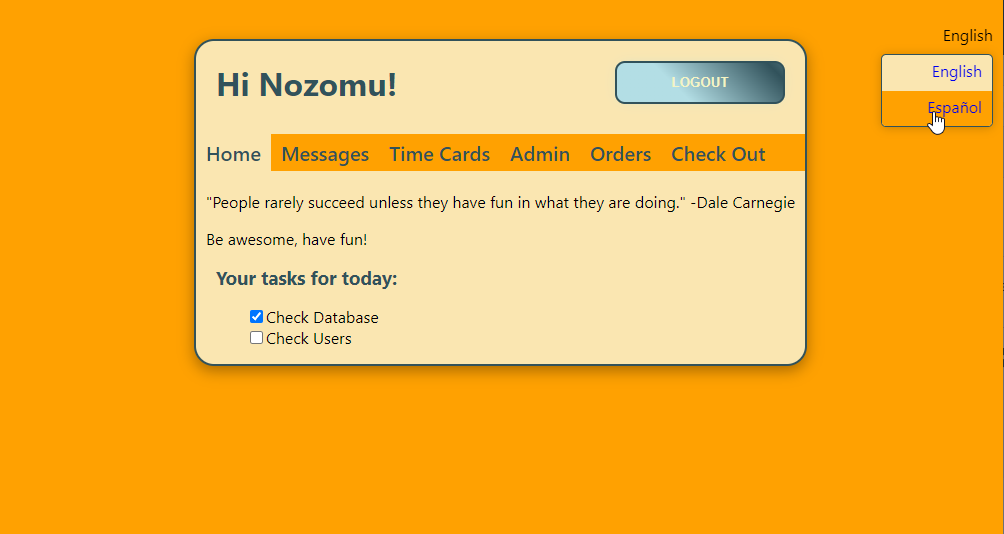 English
Hi Nozomu!
LOGOUT
English
Español
Home Messages Time Cards Admin Orders Check Out
"People rarely succeed unless they have fun in what they are doing." -Dale Carnegie
Be awesome, have fun!
Your tasks for today:
Check Database
Check Users